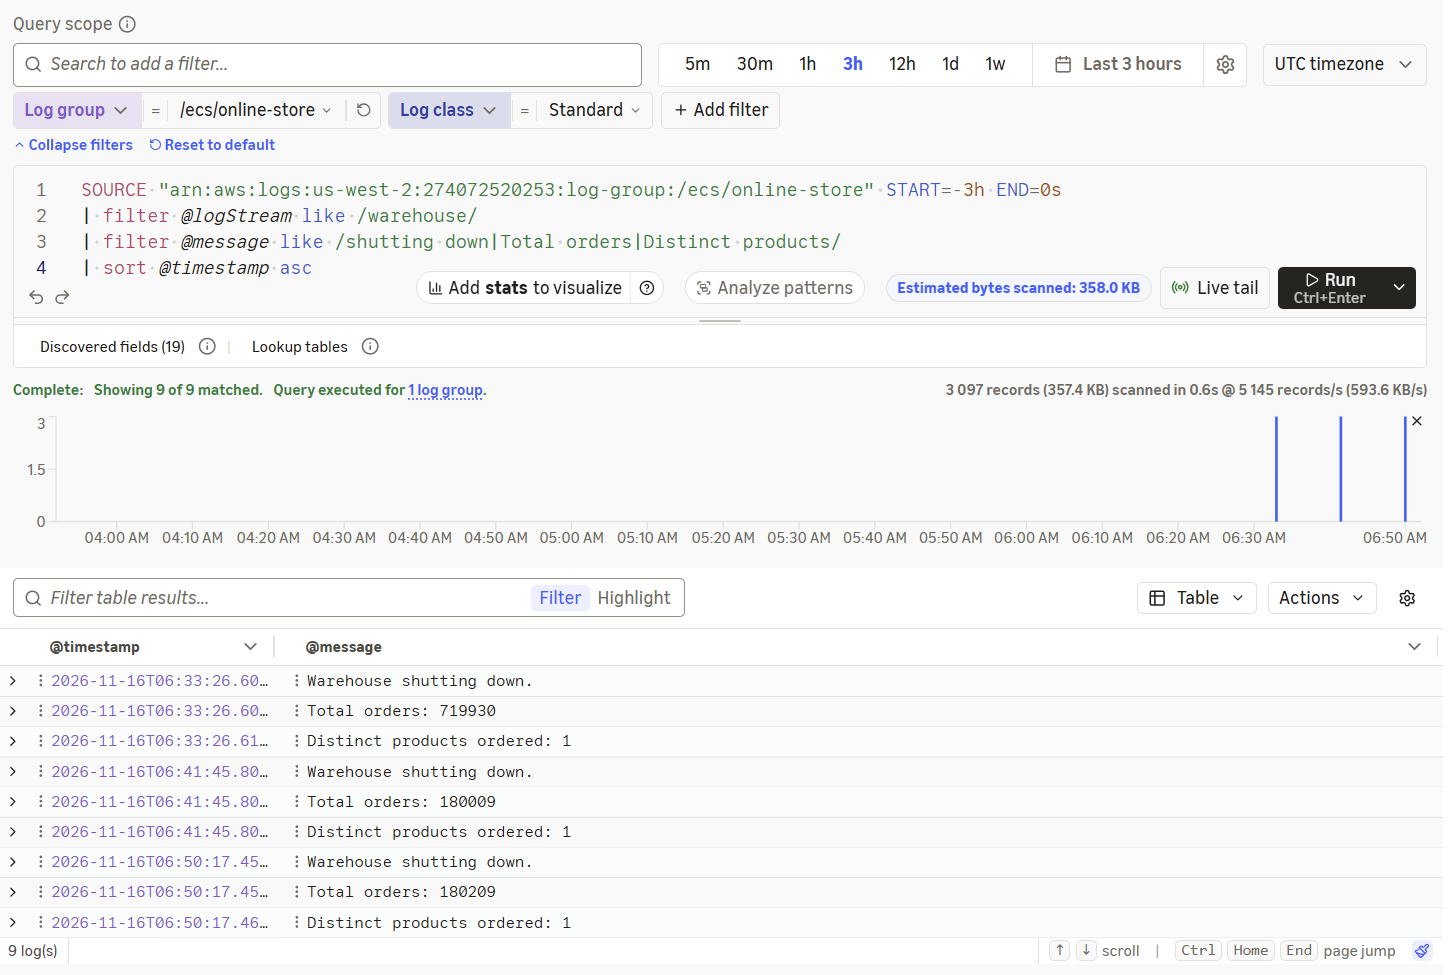 Query scope
Search to add a filter...
5m 30m 1h 3h 12h 1d 1w Last 3 hours UTC timezone
Log group = /ecs/online-store Log class = Standard + Add filter
Collapse filters Reset to default
1 SOURCE "arn:aws:logs:us-west-2:274072520253:log-group:/ecs/online-store" START=-3h END=0s
2 | filter @logStream like /warehouse/
3 | filter @message like /shutting down|Total orders|Distinct products/
4 | sort @timestamp asc
Add stats to visualize Analyze patterns Estimated bytes scanned: 358.0 KB Live tail Run
Ctrl+Enter
Discovered fields (19) Lookup tables
Complete: Showing 9 of 9 matched. Query executed for 1 log group. 3 097 records (357.4 KB) scanned in 0.6s @ 5 145 records/s (593.6 KB/s)
3
1.5
0
04:00 AM 04:10 AM 04:20 AM 04:30 AM 04:40 AM 04:50 AM 05:00 AM 05:10 AM 05:20 AM 05:30 AM 05:40 AM 05:50 AM 06:00 AM 06:10 AM 06:20 AM 06:30 AM 06:50 AM
Filter table results... Filter Highlight Table Actions
@timestamp @message
2026-11-16T06:33:26.60… Warehouse shutting down.
2026-11-16T06:33:26.60… Total orders: 719930
2026-11-16T06:33:26.61… Distinct products ordered: 1
2026-11-16T06:41:45.80… Warehouse shutting down.
2026-11-16T06:41:45.80… Total orders: 180009
2026-11-16T06:41:45.80… Distinct products ordered: 1
2026-11-16T06:50:17.45… Warehouse shutting down.
2026-11-16T06:50:17.45… Total orders: 180209
2026-11-16T06:50:17.46… Distinct products ordered: 1
9 log(s) ↑ ↓ scroll | Ctrl Home End page jump